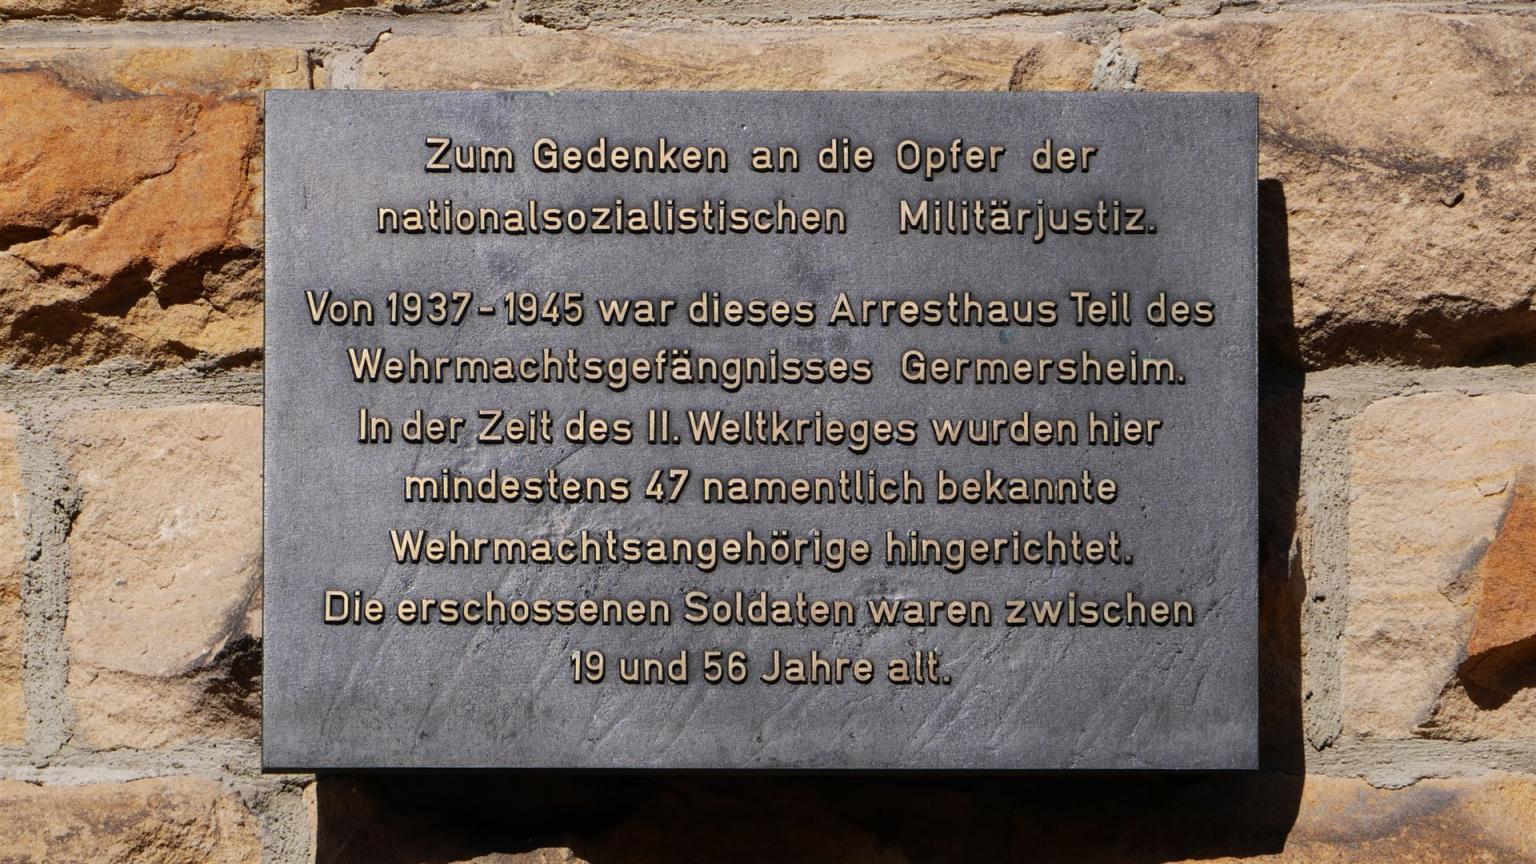 Zum Gedenken an die Opfer der
nationalsozialistischen Militärjustiz.
Von 1937-1945 war dieses Arresthaus Teil des
Wehrmachtsgefängnisses Germersheim.
In der Zeit des II. Weltkrieges wurden hier
mindestens 47 namentlich bekannte
Wehrmachtsangehörige hingerichtet.
Die erschossenen Soldaten waren zwischen
19 und 56 Jahre alt.